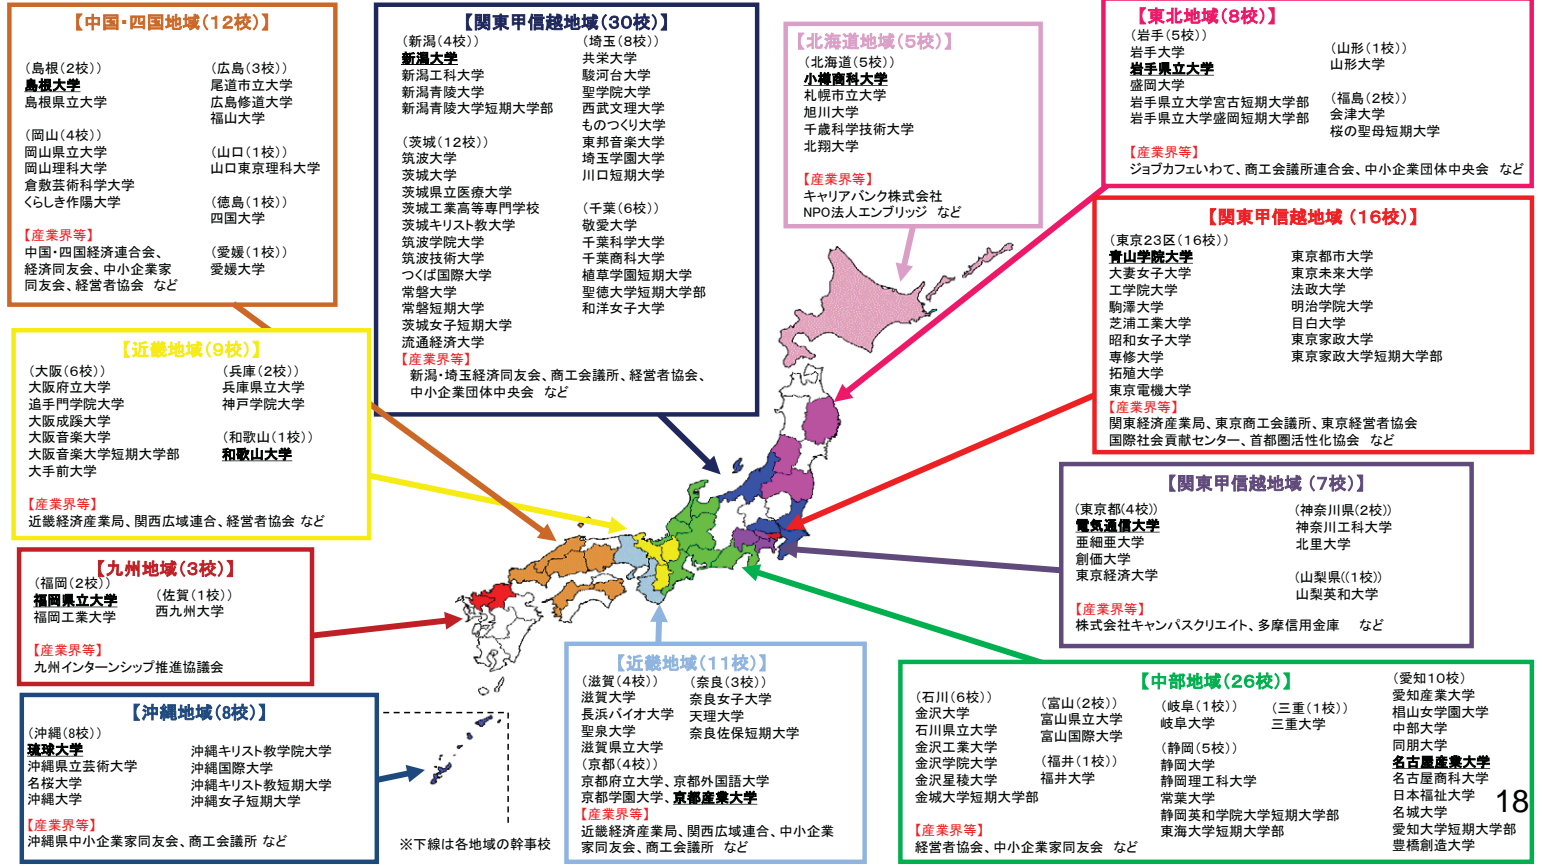 【中国・四国地域（12校）】
（島根（2校））
島根大学
島根県立大学
（岡山（4校））
岡山県立大学
岡山理科大学
倉敷芸術科学大学
くらしき作陽大学
（広島（3校））
尾道市立大学
広島修道大学
福山大学
（山口（1校））
山口東京理科大学
（徳島（1校））
四国大学
（愛媛（1校））
愛媛大学
【産業界等】
中国・四国経済連合会、
経済同友会、中小企業家
同友会、経営者協会 など
【関東甲信越地域（30校）】
（新潟（4校））
新潟大学
新潟工科大学
新潟青陵大学
新潟青陵大学短期大学部
（茨城（12校））
筑波大学
茨城大学
茨城県立医療大学
茨城工業高等専門学校
茨城キリスト教大学
筑波学院大学
筑波技術大学
つくば国際大学
常磐大学
常磐短期大学
茨城女子短期大学
流通経済大学
（埼玉（8校））
共栄大学
駿河台大学
聖学院大学
西武文理大学
ものつくり大学
東邦音楽大学
埼玉学園大学
川口短期大学
（千葉（6校））
敬愛大学
千葉科学大学
千葉商科大学
植草学園短期大学
聖徳大学短期大学部
和洋女子大学
【産業界等】
新潟・埼玉経済同友会、商工会議所、経営者協会、
中小企業団体中央会 など
【北海道地域（5校）】
（北海道（5校））
小樽商科大学
札幌市立大学
旭川大学
千歳科学技術大学
北翔大学
【産業界等】
キャリアバンク株式会社
NPO法人エンブリッジ など
【東北地域（8校）】
（岩手（5校））
岩手大学
岩手県立大学
盛岡大学
岩手県立大学宮古短期大学部
岩手県立大学盛岡短期大学部
（山形（1校））
山形大学
（福島（2校））
会津大学
桜の聖母短期大学
【産業界等】
ジョブカフェいわて、商工会議所連合会、中小企業団体中央会 など
【関東甲信越地域（16校）】
（東京23区（16校））
青山学院大学
大妻女子大学
工学院大学
駒澤大学
芝浦工業大学
昭和女子大学
専修大学
拓殖大学
東京電機大学
東京都市大学
東京未来大学
法政大学
明治学院大学
目白大学
東京家政大学
東京家政大学短期大学部
【産業界等】
関東経済産業局、東京商工会議所、東京経営者協会
国際社会貢献センター、首都圏活性化協会 など
【近畿地域（9校）】
（大阪（6校））
大阪府立大学
追手門学院大学
大阪成蹊大学
大阪音楽大学
大阪音楽大学短期大学部
大手前大学
（兵庫（2校））
兵庫県立大学
神戸学院大学
（和歌山（1校））
和歌山大学
【産業界等】
近畿経済産業局、関西広域連合、経営者協会 など
【関東甲信越地域（7校）】
（東京都（4校））
電気通信大学
亜細亜大学
創価大学
東京経済大学
（神奈川県（2校））
神奈川工科大学
北里大学
（山梨県（（1校））
山梨英和大学
【産業界等】
株式会社キャンパスクリエイト、多摩信用金庫 など
【九州地域（3校）】
（福岡（2校））
福岡県立大学
福岡工業大学
（佐賀（1校））
西九州大学
【産業界等】
九州インターンシップ推進協議会
【近畿地域（11校）】
（滋賀（4校））
滋賀大学
長浜バイオ大学
聖泉大学
滋賀県立大学
（奈良（3校））
奈良女子大学
天理大学
奈良佐保短期大学
（京都（4校））
京都府立大学、京都外国語大学
京都学園大学、京都産業大学
【産業界等】
近畿経済産業局、関西広域連合、中小企業
家同友会、商工会議所 など
【中部地域（26校）】
（石川（6校））
金沢大学
石川県立大学
金沢工業大学
金沢学院大学
金沢星稜大学
金城大学短期大学部
（富山（2校））
富山県立大学
富山国際大学
（福井（1校））
福井大学
（岐阜（1校））
岐阜大学
（三重（1校））
三重大学
（静岡（5校））
静岡大学
静岡理工科大学
常葉大学
静岡英和学院大学短期大学部
東海大学短期大学部
（愛知10校）
愛知産業大学
椙山女学園大学
中部大学
同朋大学
名古屋産業大学
名古屋商科大学
日本福祉大学
名城大学
愛知大学短期大学部
豊橋創造大学
【産業界等】
経営者協会、中小企業家同友会 など
【沖縄地域（8校）】
（沖縄（8校））
琉球大学
沖縄県立芸術大学
名桜大学
沖縄大学
沖縄キリスト教学院大学
沖縄国際大学
沖縄キリスト教短期大学
沖縄女子短期大学
【産業界等】
沖縄県中小企業家同友会、商工会議所 など
※下線は各地域の幹事校
18